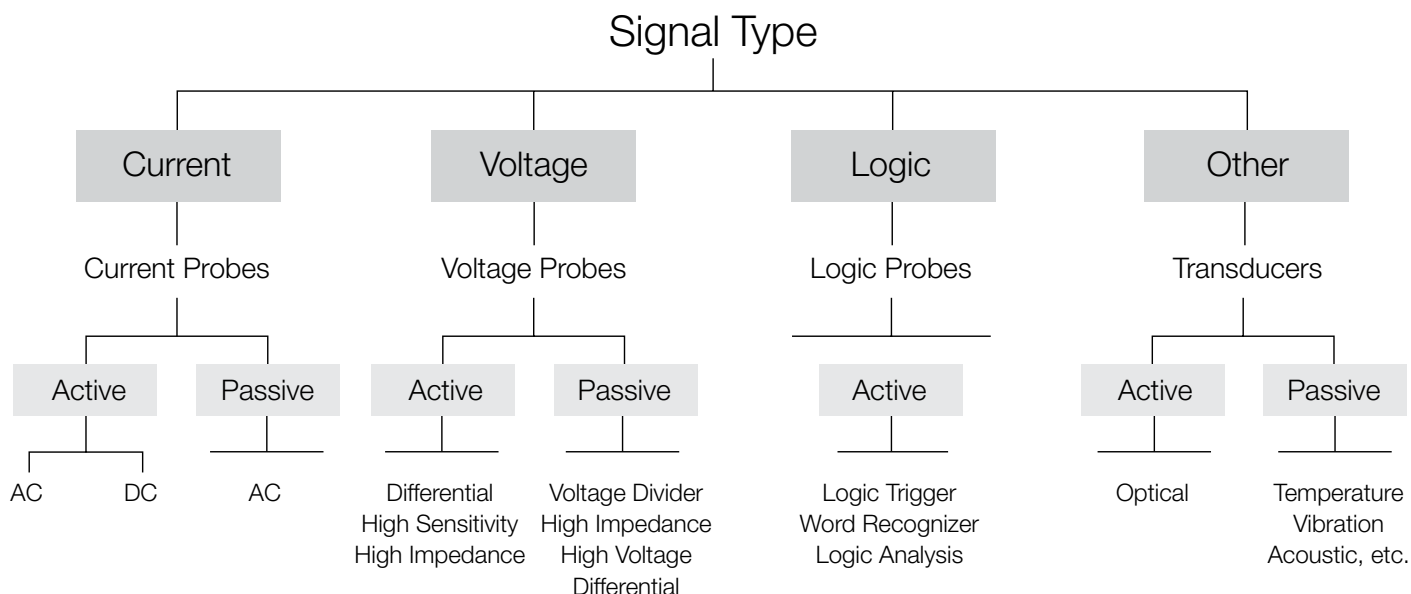 Signal Type
Current
Voltage
Logic
Other
Current Probes
Voltage Probes
Logic Probes
Transducers
Active
Passive
Active
Passive
Active
Active
Passive
AC
DC
AC
Differential
High Sensitivity
High Impedance
Voltage Divider
High Impedance
High Voltage
Differential
Logic Trigger
Word Recognizer
Logic Analysis
Optical
Temperature
Vibration
Acoustic, etc.